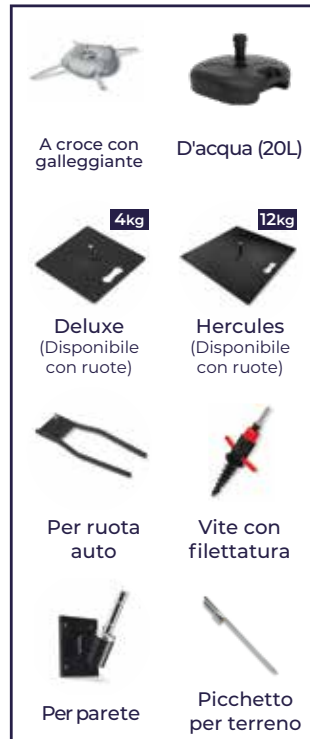 A croce con
galleggiante
D'acqua (20L)
4kg
12kg
Deluxe
(Disponibile
con ruote)
Hercules
(Disponibile
con ruote)
Per ruota
auto
Vite con
filettatura
Per parete
Picchetto
per terreno